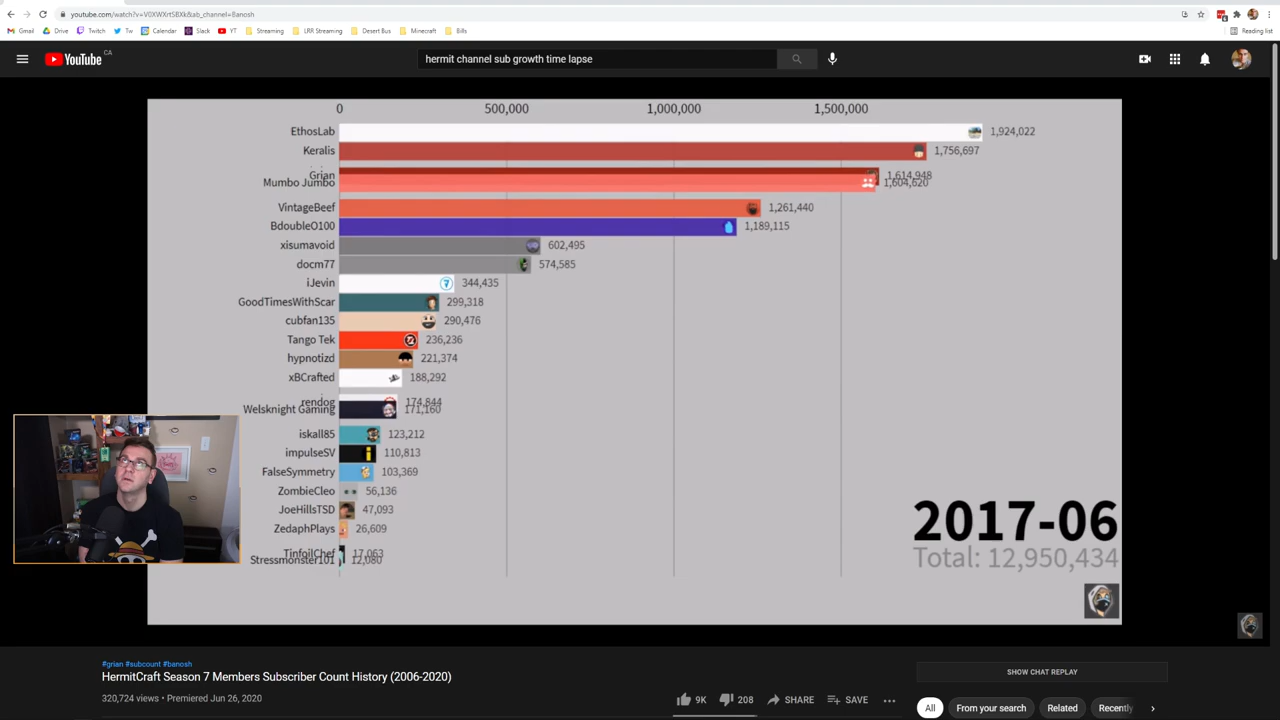 youtube.com/watch?v=V0XWXrtSBXk&ab_channel=Banosh
Gmail Drive Twitch Tw Calendar Slack YT Streaming LRR Streaming Desert Bus Minecraft Bills Reading list
YouTube CA
hermit channel sub growth time lapse
0 500,000 1,000,000 1,500,000
EthosLab 1,924,022
Keralis 1,756,697
Grian 1,614,948
Mumbo Jumbo 1,604,620
VintageBeef 1,261,440
BdoubleO100 1,189,115
xisumavoid 602,495
docm77 574,585
iJevin 344,435
GoodTimesWithScar 299,318
cubfan135 290,476
Tango Tek 236,236
hypnotizd 221,374
xBCrafted 188,292
rendog 174,844
Welsknight Gaming 171,160
iskall85 123,212
impulseSV 110,813
FalseSymmetry 103,369
ZombieCleo 56,136
JoeHillsTSD 47,093
ZedaphPlays 26,609
TinfoilChef 17,063
Stressmonster101 12,080
2017-06
Total: 12,950,434
#grian #subcount #banosh
HermitCraft Season 7 Members Subscriber Count History (2006-2020)
320,724 views • Premiered Jun 26, 2020
9K 208 SHARE SAVE
SHOW CHAT REPLAY
All From your search Related Recently